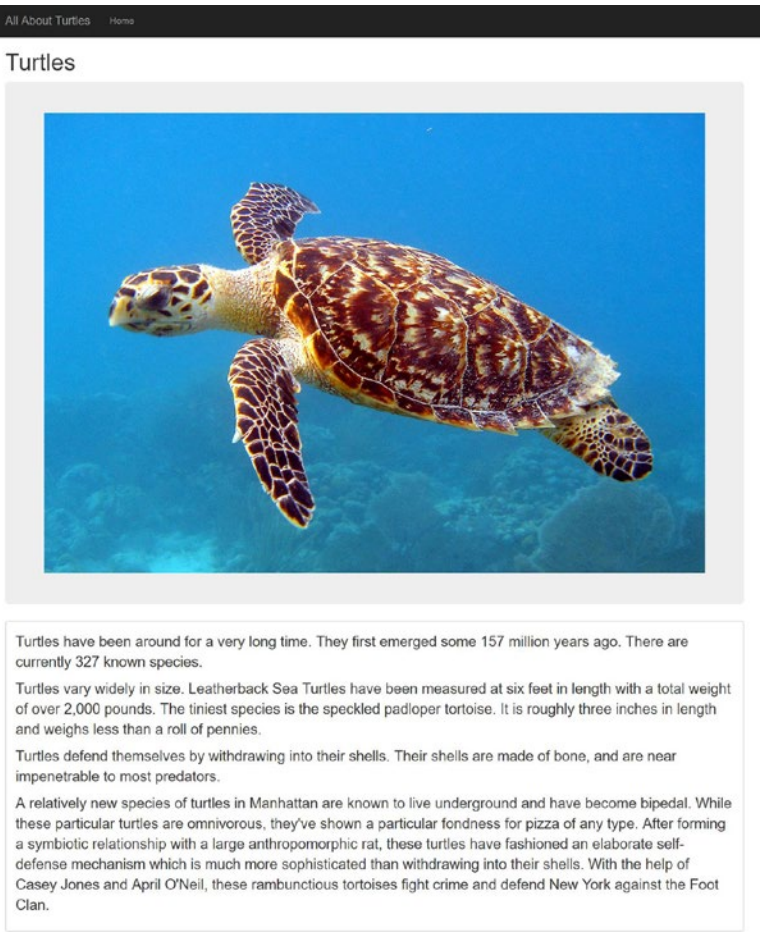 All About Turtles Home
Turtles
Turtles have been around for a very long time. They first emerged some 157 million years ago. There are
currently 327 known species.
Turtles vary widely in size. Leatherback Sea Turtles have been measured at six feet in length with a total weight
of over 2,000 pounds. The tiniest species is the speckled padloper tortoise. It is roughly three inches in length
and weighs less than a roll of pennies.
Turtles defend themselves by withdrawing into their shells. Their shells are made of bone, and are near
impenetrable to most predators.
A relatively new species of turtles in Manhattan are known to live underground and have become bipedal. While
these particular turtles are omnivorous, they've shown a particular fondness for pizza of any type. After forming
a symbiotic relationship with a large anthropomorphic rat, these turtles have fashioned an elaborate self-
defense mechanism which is much more sophisticated than withdrawing into their shells. With the help of
Casey Jones and April O'Neil, these rambunctious tortoises fight crime and defend New York against the Foot
Clan.